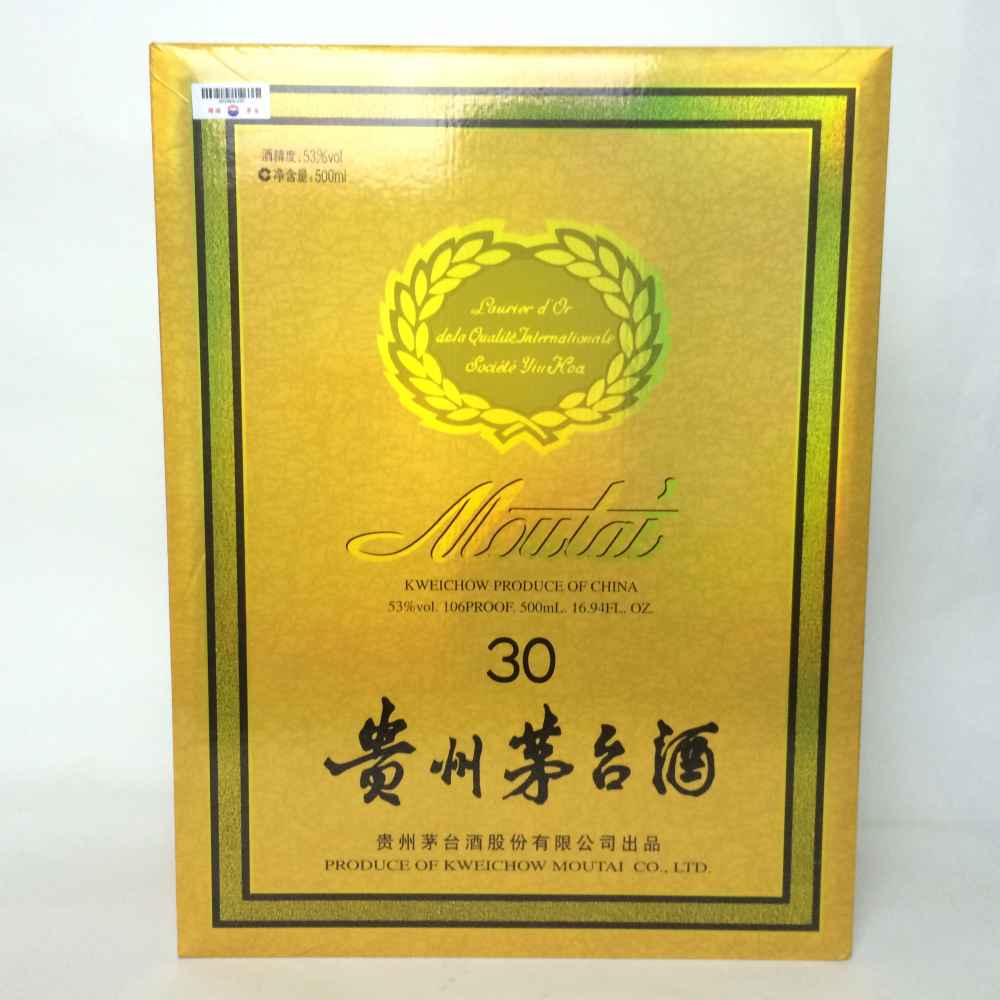 酒精度:53%vol
净含量:500ml
Laurier d'Or
de la Qualité Internationale
Société Yiu Hoa
Moutai
KWEICHOW PRODUCE OF CHINA
53%vol. 106PROOF. 500mL. 16.94FL. OZ.
30
贵州茅台酒
贵州茅台酒股份有限公司出品
PRODUCE OF KWEICHOW MOUTAI CO., LTD.